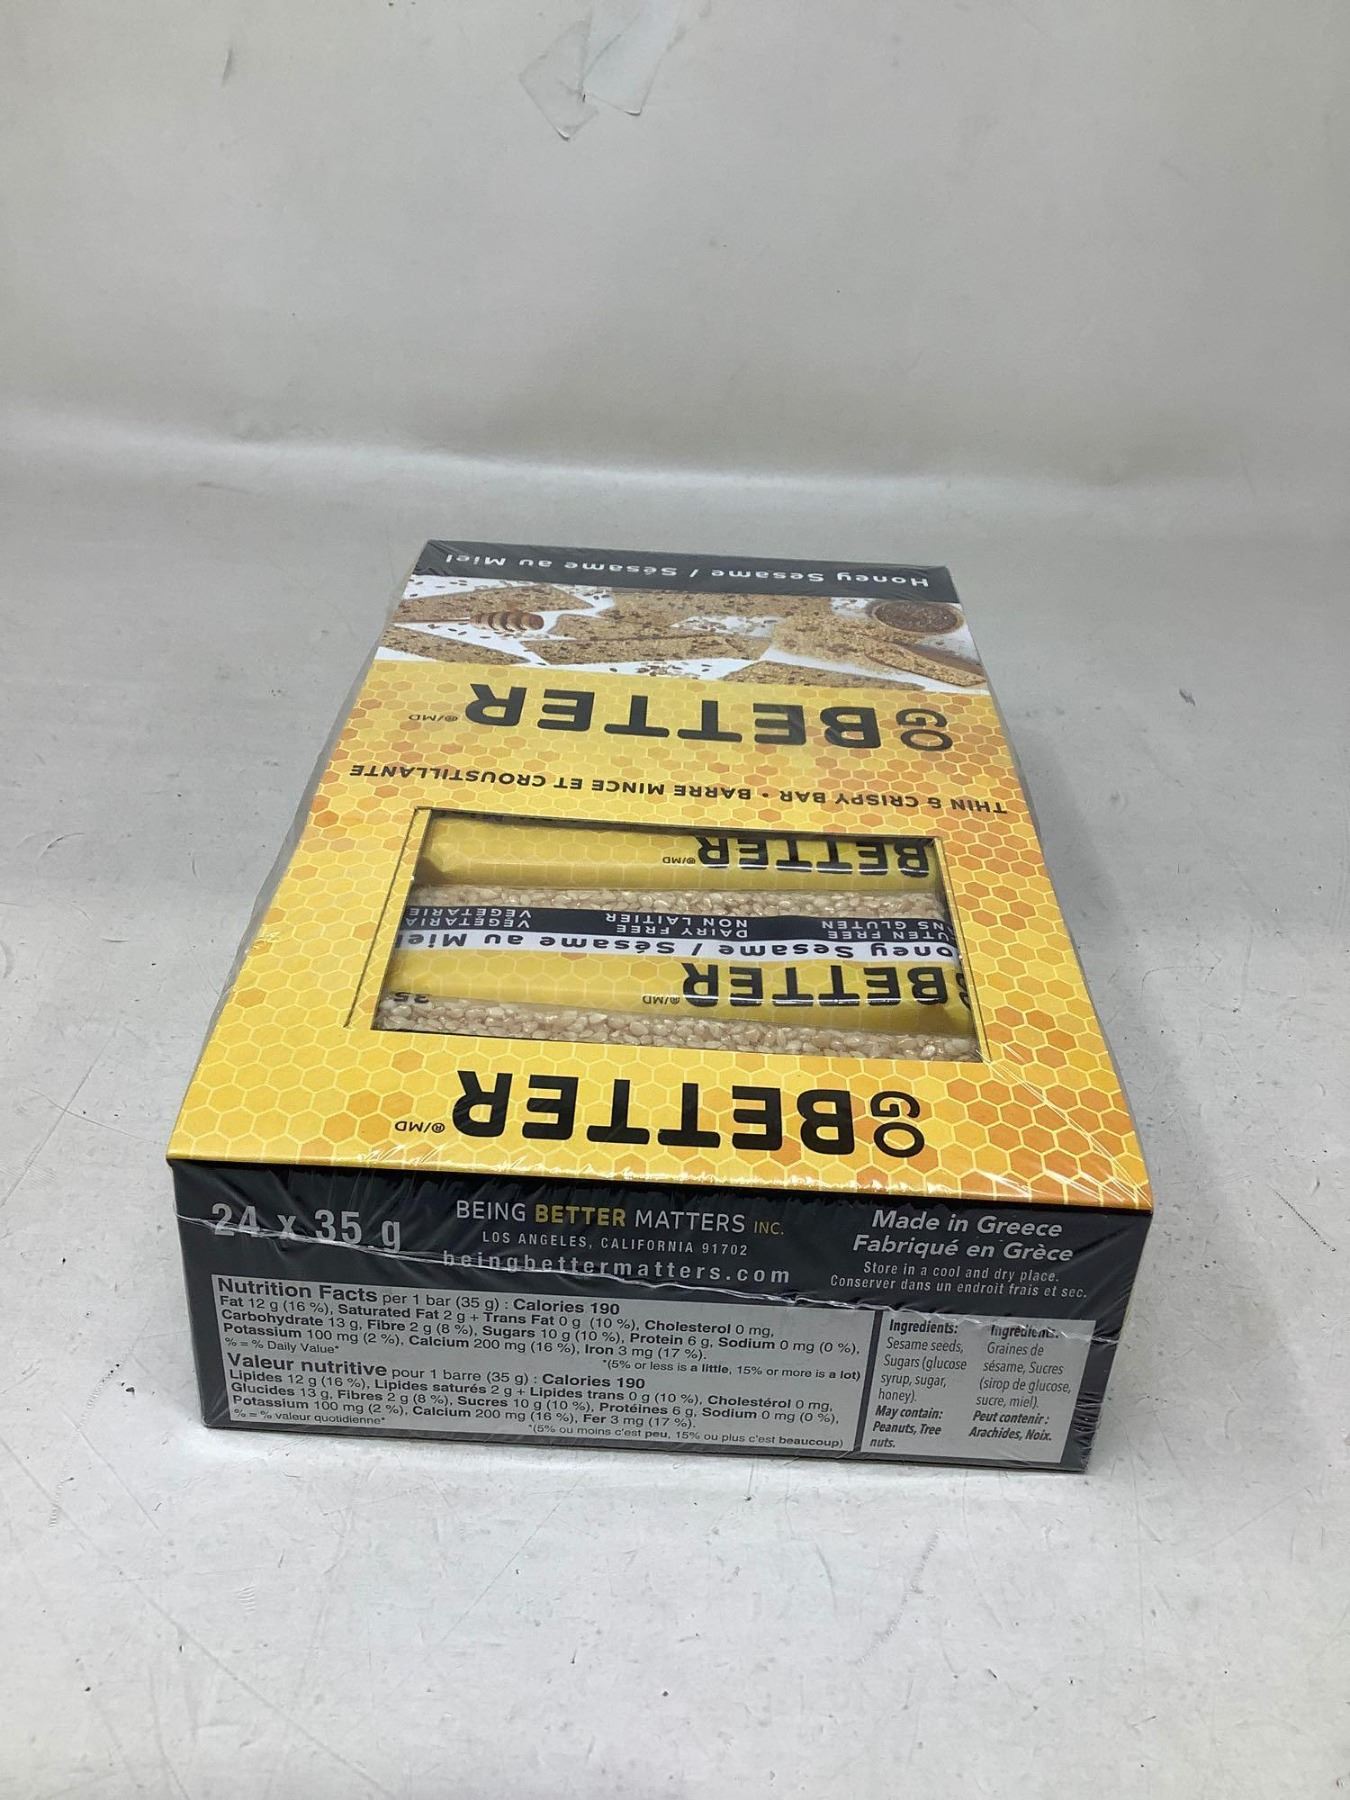 Honey Sesame / Sésame au Miel
GO
BETTER ®/MD
THIN & CRISPY BAR • BARRE MINCE ET CROUSTILLANTE
BETTER ®/MD
VEGETARIE
NON LAITIER
NS GLUTEN
VEGETARIA
DAIRY FREE
UTEN FREE
oney Sesame / Sésame au Miel
BETTER ®/MD
35
GO
BETTER ®/MD
24 x 35 g
BEING BETTER MATTERS INC.
LOS ANGELES, CALIFORNIA 91702
beingbettermatters.com
Made in Greece
Fabriqué en Grèce
Store in a cool and dry place.
Conserver dans un endroit frais et sec.
Nutrition Facts per 1 bar (35 g) : Calories 190
Fat 12 g (16 %), Saturated Fat 2 g + Trans Fat 0 g (10 %), Cholesterol 0 mg,
Carbohydrate 13 g, Fibre 2 g (8 %), Sugars 10 g (10 %), Protein 6 g, Sodium 0 mg (0 %),
Potassium 100 mg (2 %), Calcium 200 mg (16 %), Iron 3 mg (17 %).
% = % Daily Value*
*(5% or less is a little, 15% or more is a lot)
Valeur nutritive pour 1 barre (35 g) : Calories 190
Lipides 12 g (16 %), Lipides saturés 2 g + Lipides trans 0 g (10 %), Cholestérol 0 mg,
Glucides 13 g, Fibres 2 g (8 %), Sucres 10 g (10 %), Protéines 6 g, Sodium 0 mg (0 %),
Potassium 100 mg (2 %), Calcium 200 mg (16 %), Fer 3 mg (17 %).
% = % valeur quotidienne*
*(5% ou moins c'est peu, 15% ou plus c'est beaucoup)
Ingredients:
Sesame seeds,
Sugars (glucose
syrup, sugar,
honey).
May contain:
Peanuts, Tree
nuts.
Ingrédients:
Graines de
sésame, Sucres
(sirop de glucose,
sucre, miel).
Peut contenir :
Arachides, Noix.